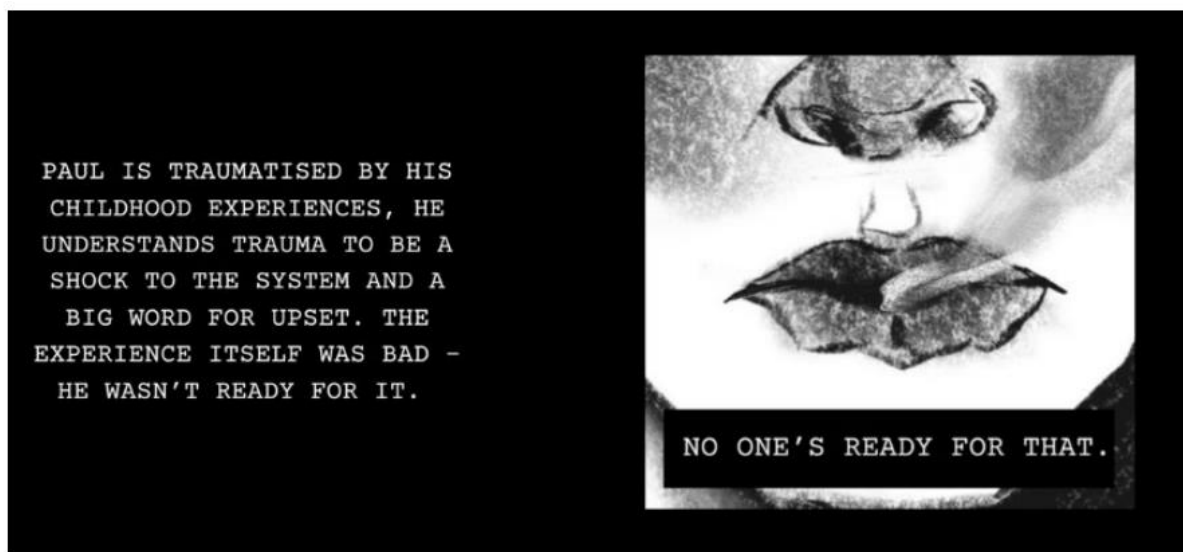 PAUL IS TRAUMATISED BY HIS
CHILDHOOD EXPERIENCES, HE
UNDERSTANDS TRAUMA TO BE A
SHOCK TO THE SYSTEM AND A
BIG WORD FOR UPSET. THE
EXPERIENCE ITSELF WAS BAD –
HE WASN'T READY FOR IT.
NO ONE'S READY FOR THAT.